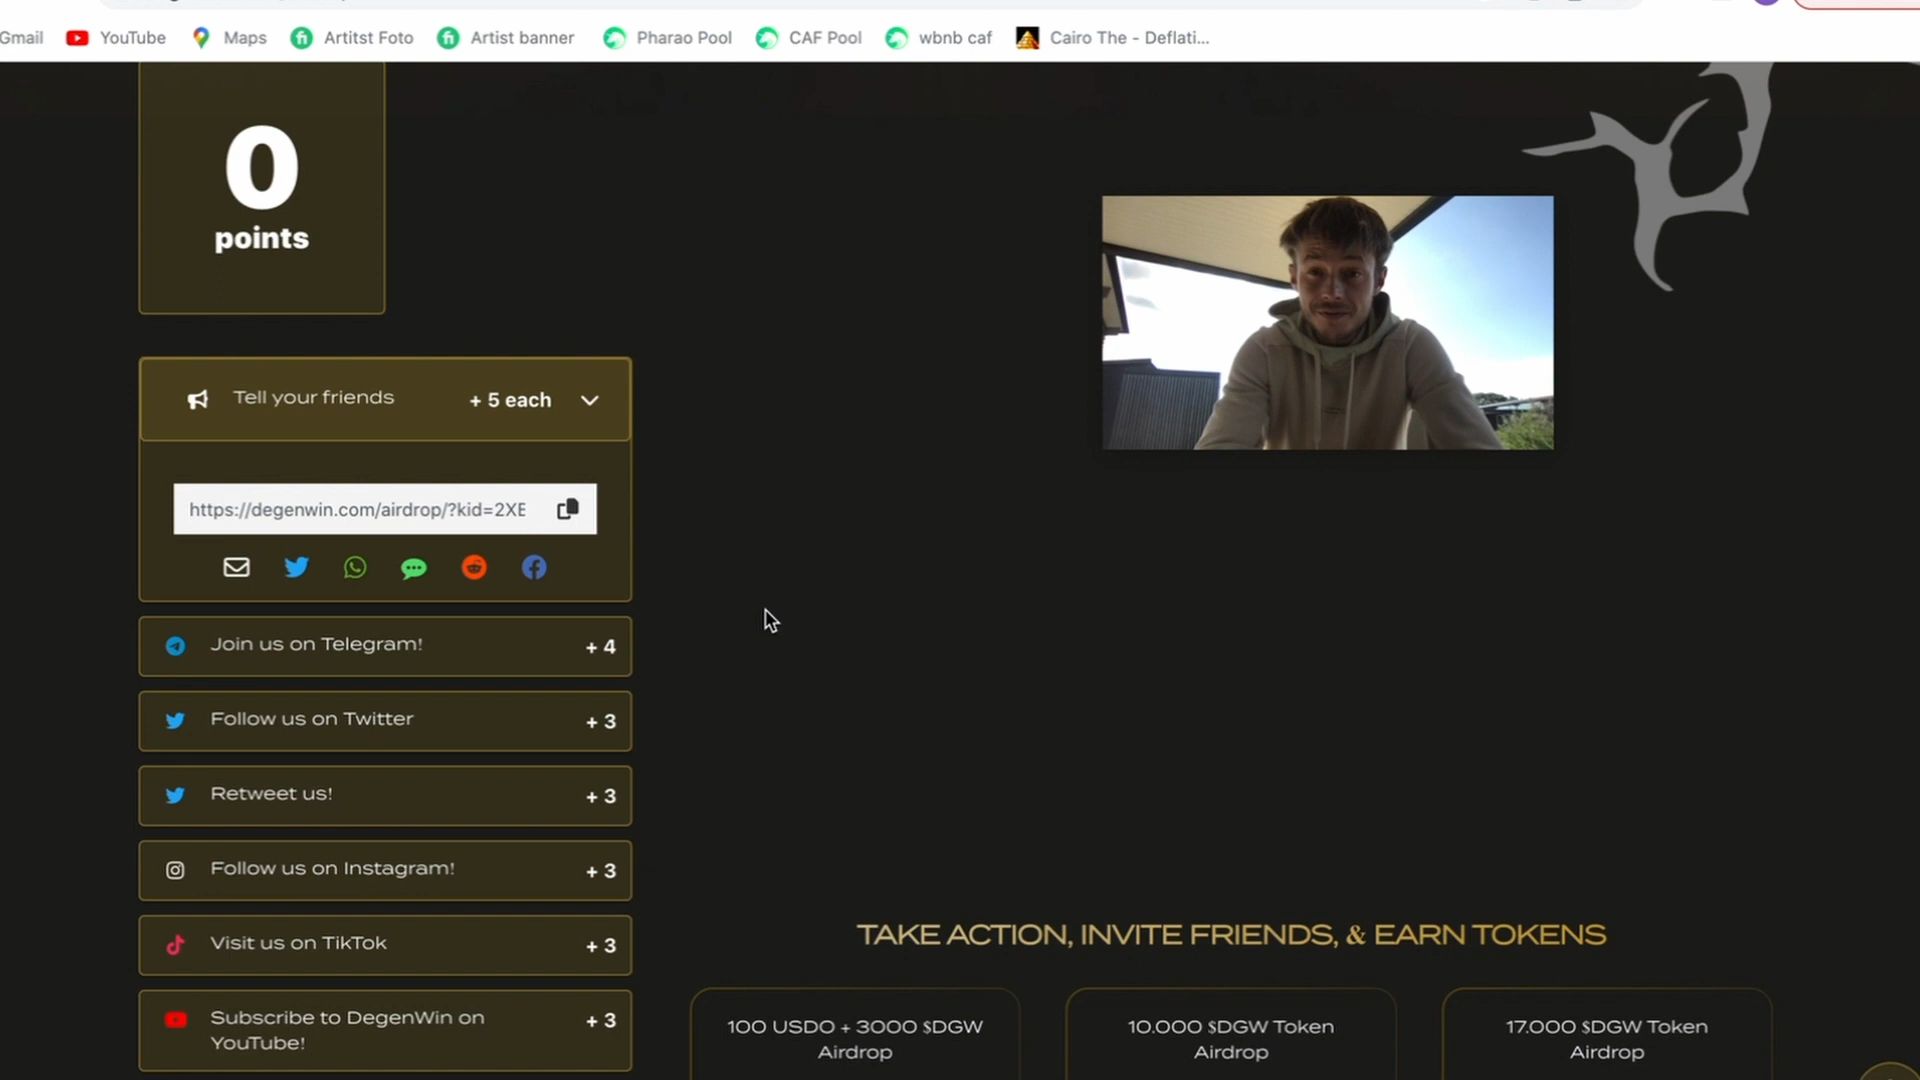 Gmail
YouTube
Maps
Artitst Foto
Artist banner
Pharao Pool
CAF Pool
wbnb caf
Cairo The - Deflati...
0
points
Tell your friends + 5 each
https://degenwin.com/airdrop/?kid=2XE
Join us on Telegram! + 4
Follow us on Twitter + 3
Retweet us! + 3
Follow us on Instagram! + 3
Visit us on TikTok + 3
Subscribe to DegenWin on + 3
YouTube!
TAKE ACTION, INVITE FRIENDS, & EARN TOKENS
100 USDO + 3000 $DGW
Airdrop
10.000 $DGW Token
Airdrop
17.000 $DGW Token
Airdrop